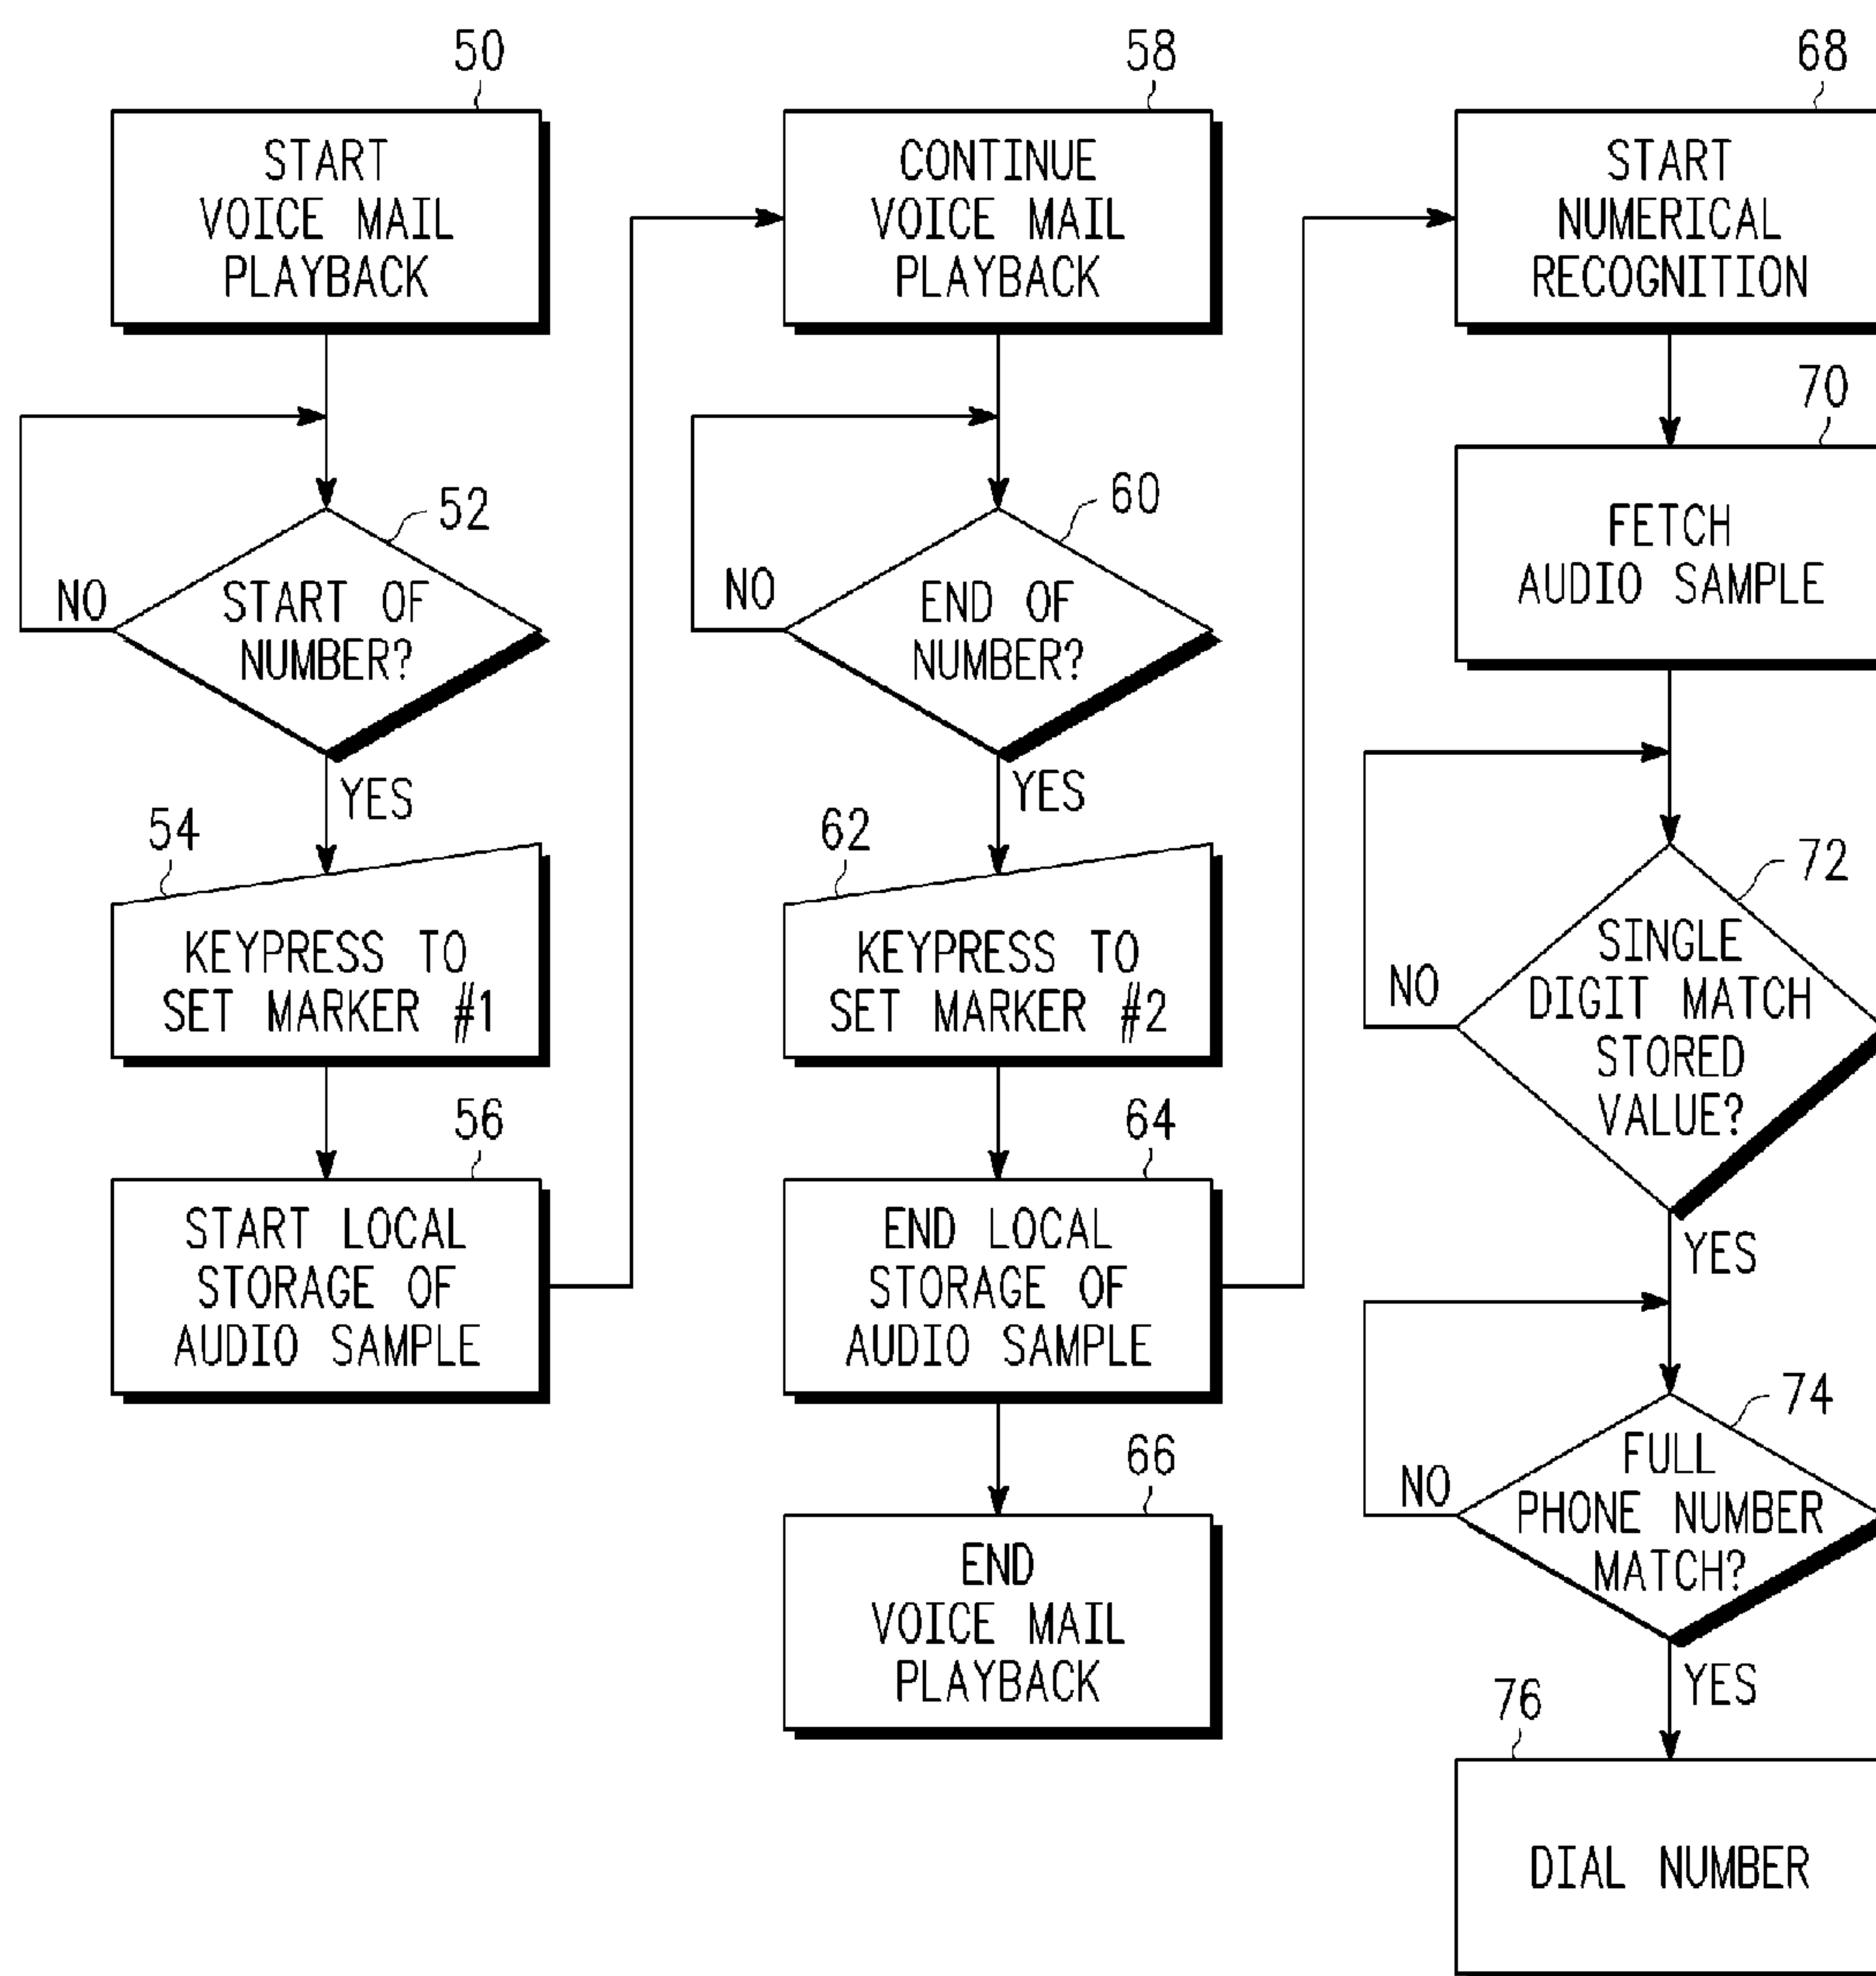 50
START
VOICE MAIL
PLAYBACK
52
START OF
NUMBER?
NO
YES
54
KEYPRESS TO
SET MARKER #1
56
START LOCAL
STORAGE OF
AUDIO SAMPLE
58
CONTINUE
VOICE MAIL
PLAYBACK
60
END OF
NUMBER?
NO
YES
62
KEYPRESS TO
SET MARKER #2
64
END LOCAL
STORAGE OF
AUDIO SAMPLE
66
END
VOICE MAIL
PLAYBACK
68
START
NUMERICAL
RECOGNITION
70
FETCH
AUDIO SAMPLE
72
SINGLE
DIGIT MATCH
STORED
VALUE?
NO
YES
74
FULL
PHONE NUMBER
MATCH?
NO
YES
76
DIAL NUMBER